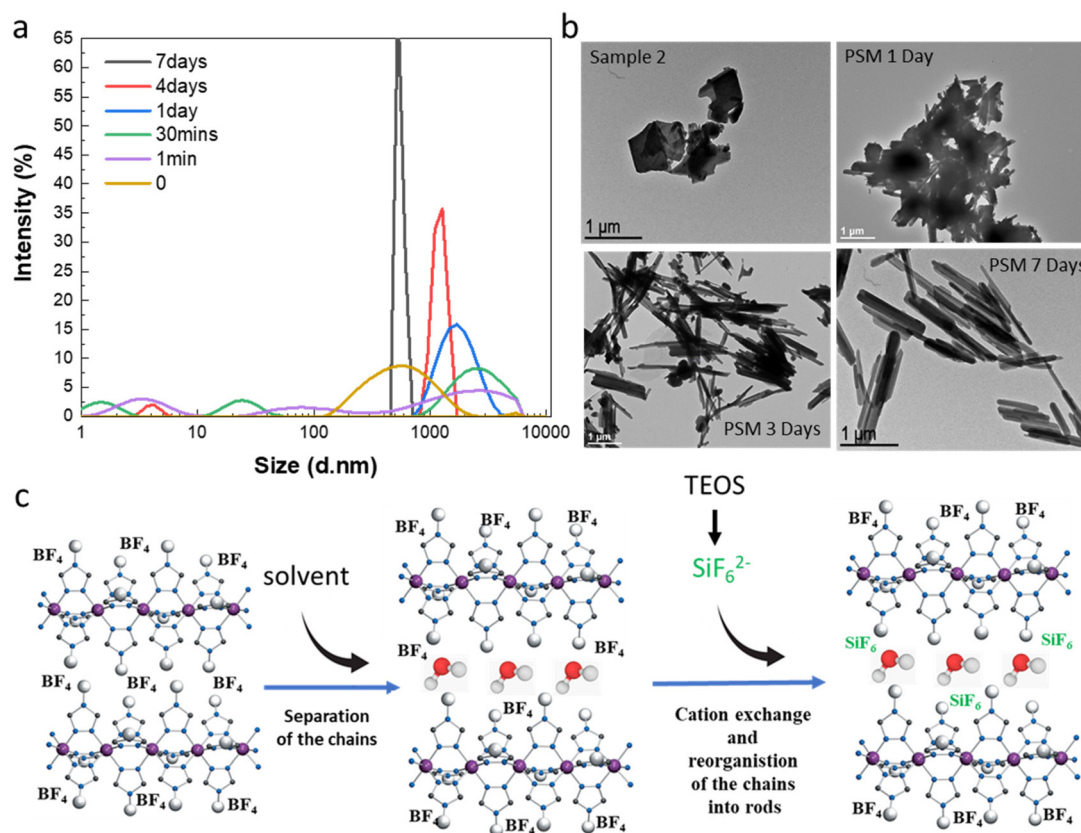 a
65
60
55
50
45
40
35
30
25
20
15
10
5
0
Intensity (%)
7days
4days
1day
30mins
1min
0
1 10 100 1000 10000
Size (d.nm)
b
Sample 2
1 µm
PSM 1 Day
1 µm
PSM 3 Days
1 µm
PSM 7 Days
1 µm
c
BF4 BF4 BF4
BF4 BF4 BF4
BF4 BF4
solvent
Separation
of the chains
BF4 BF4 BF4
BF4 BF4
BF4
BF4 BF4
TEOS
SiF6 2-
Cation exchange
and
reorganistion
of the chains
into rods
BF4 BF4 BF4
SiF6 SiF6
SiF6
BF4 BF4